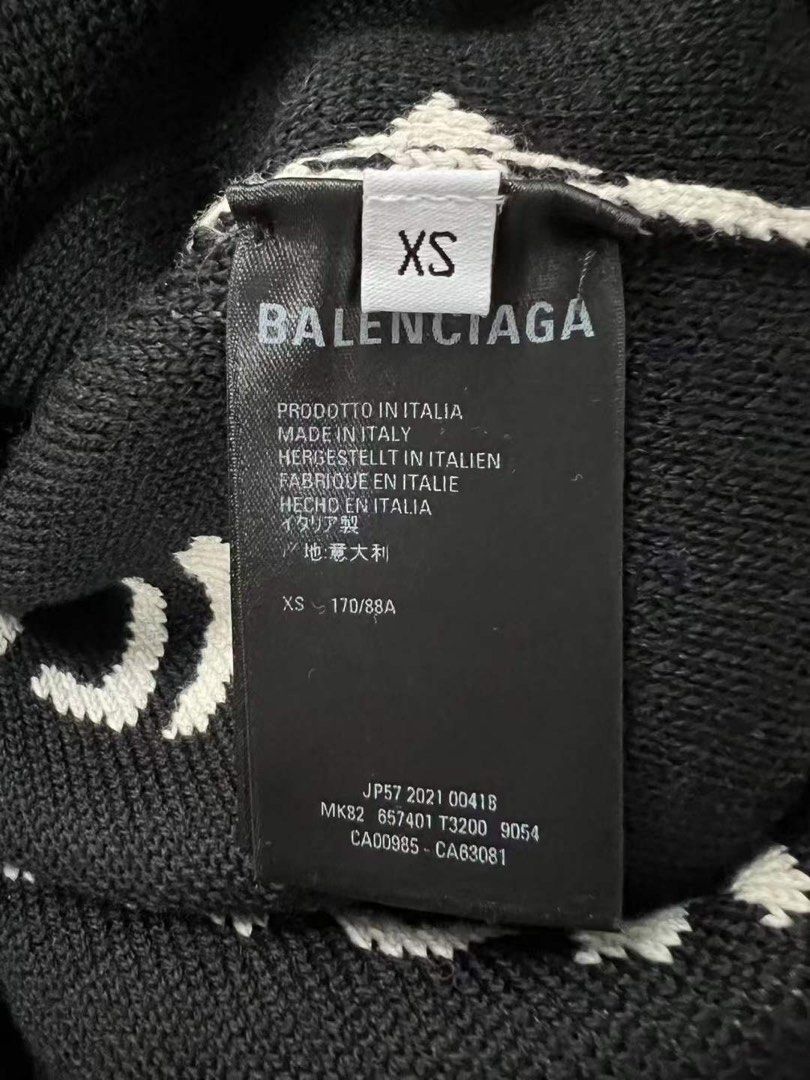 XS
BALENCIAGA
PRODOTTO IN ITALIA
MADE IN ITALY
HERGESTELLT IN ITALIEN
FABRIQUE EN ITALIE
HECHO EN ITALIA
イタリア製
地:意大利
XS 170/88A
JP57 2021 0041B
MK82 657401 T3200 9054
CA00985 - CA63081